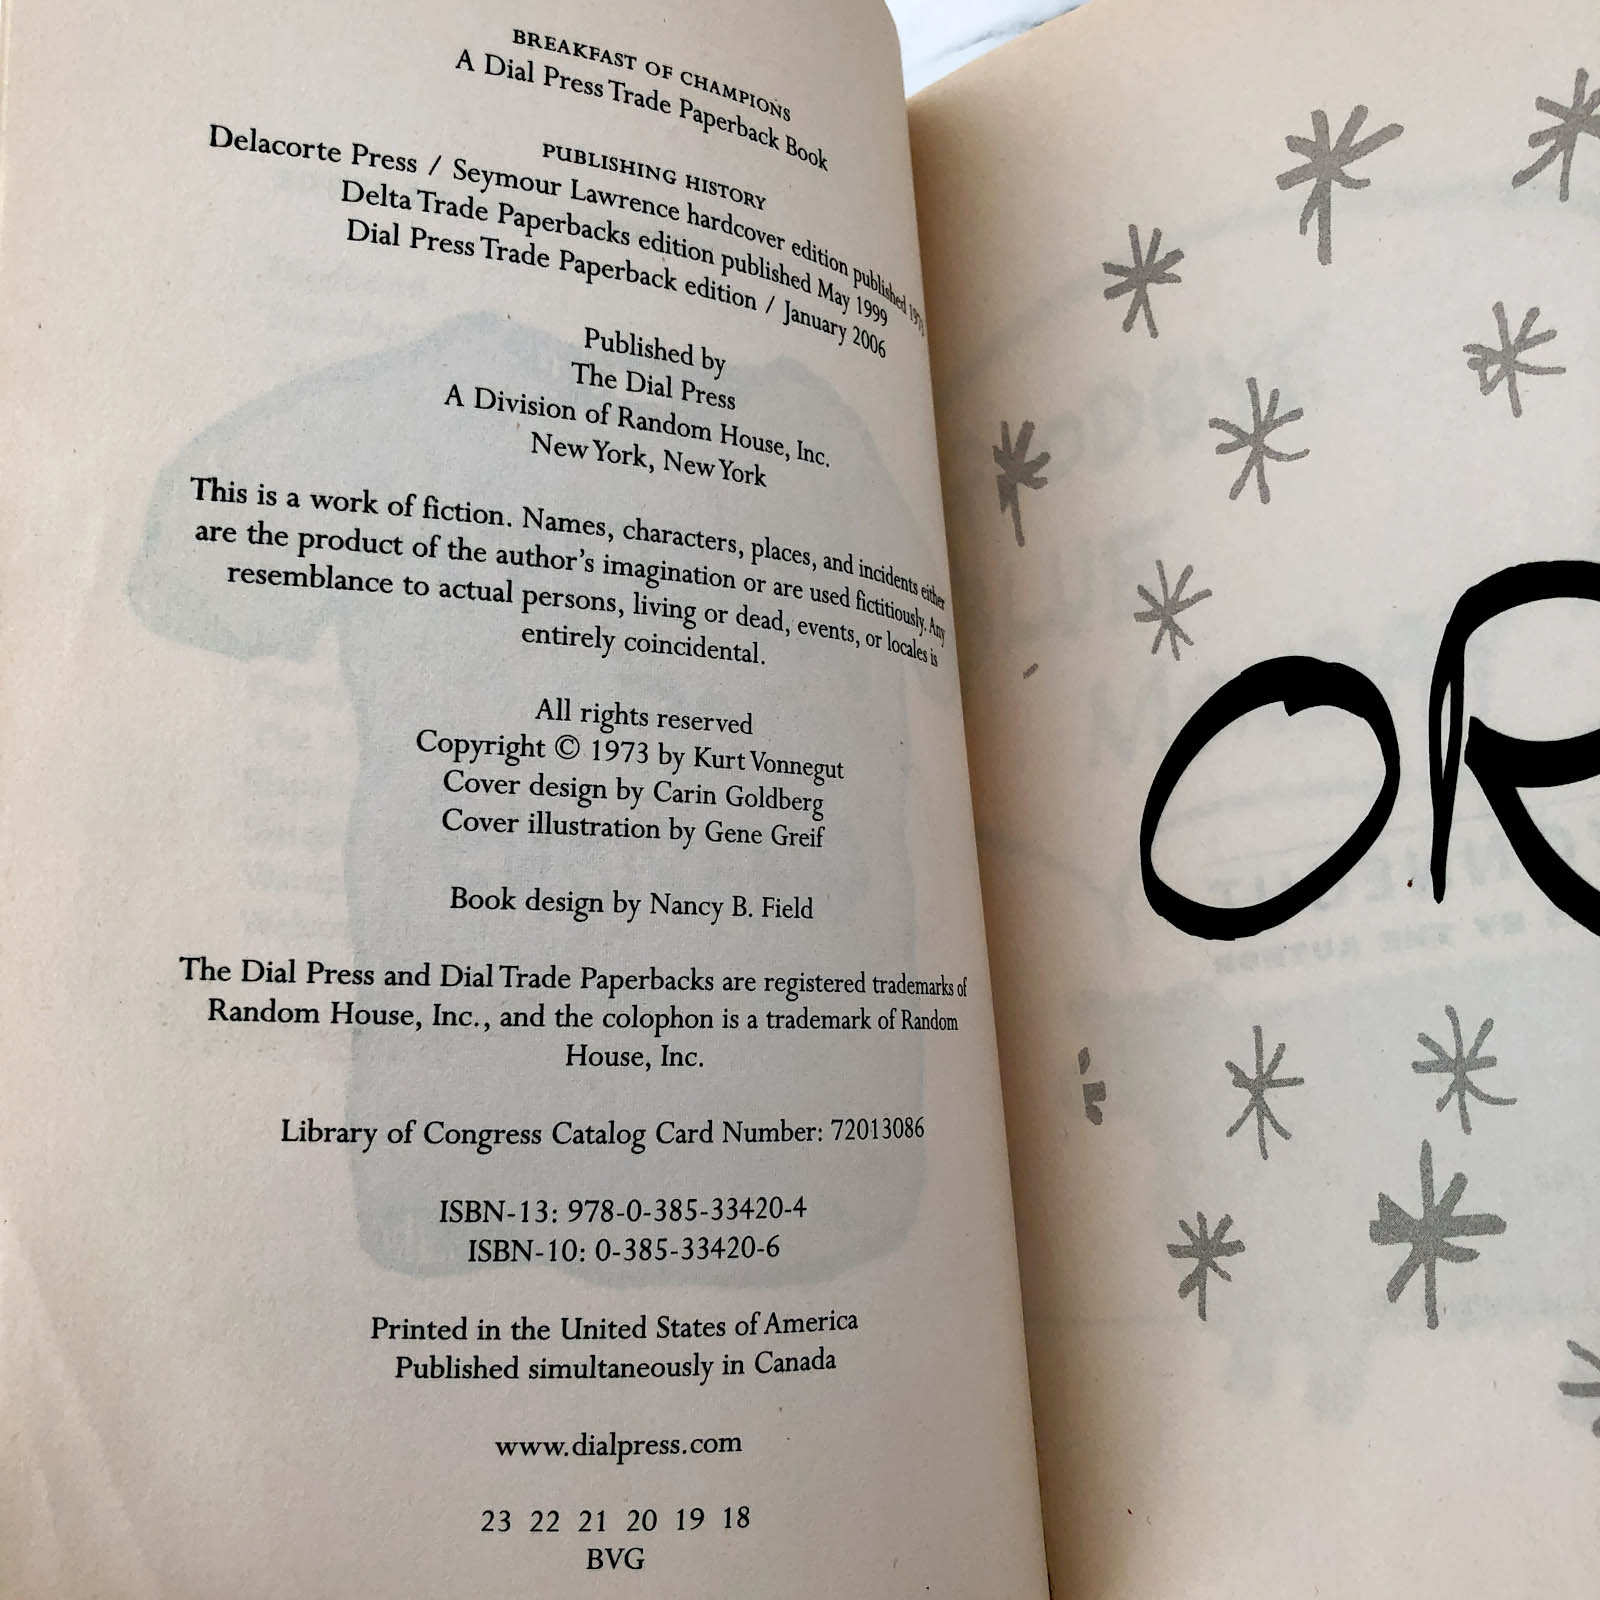 BREAKFAST OF CHAMPIONS
A Dial Press Trade Paperback Book
PUBLISHING HISTORY
Delacorte Press / Seymour Lawrence hardcover edition published 1973
Delta Trade Paperbacks edition published May 1999
Dial Press Trade Paperback edition / January 2006
Published by
The Dial Press
A Division of Random House, Inc.
New York, New York
This is a work of fiction. Names, characters, places, and incidents either
are the product of the author's imagination or are used fictitiously. Any
resemblance to actual persons, living or dead, events, or locales is
entirely coincidental.
All rights reserved
Copyright © 1973 by Kurt Vonnegut
Cover design by Carin Goldberg
Cover illustration by Gene Greif
Book design by Nancy B. Field
The Dial Press and Dial Trade Paperbacks are registered trademarks of
Random House, Inc., and the colophon is a trademark of Random
House, Inc.
Library of Congress Catalog Card Number: 72013086
ISBN-13: 978-0-385-33420-4
ISBN-10: 0-385-33420-6
Printed in the United States of America
Published simultaneously in Canada
www.dialpress.com
23 22 21 20 19 18
BVG
OR